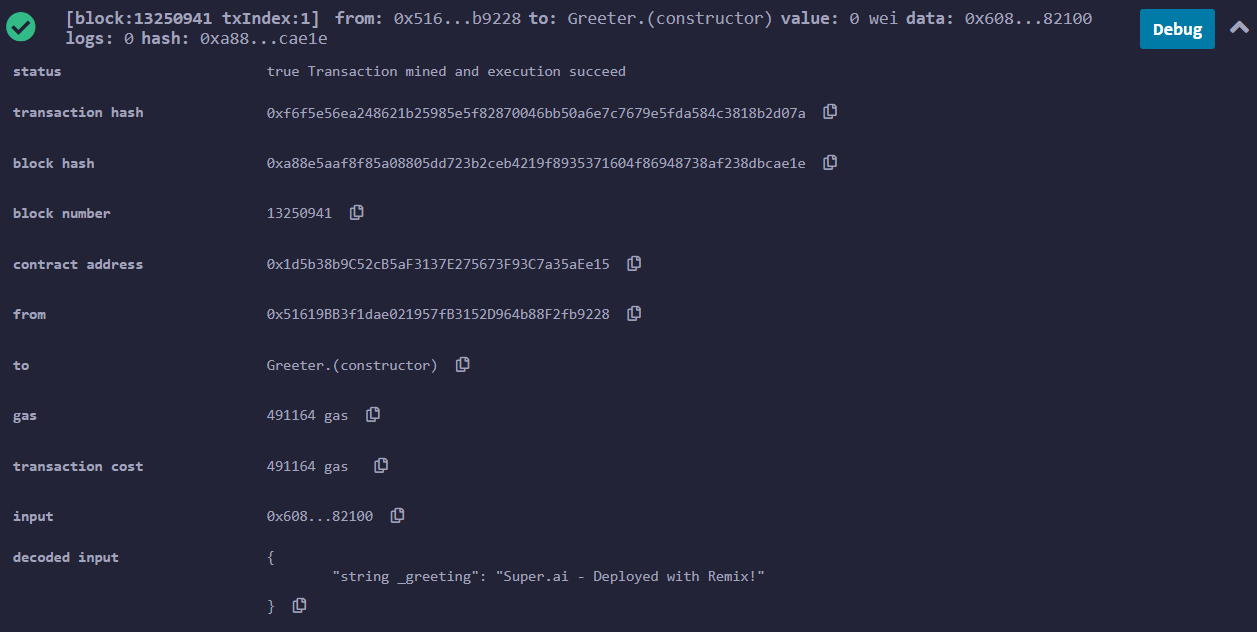 [block:13250941 txIndex:1] from: 0x516...b9228 to: Greeter.(constructor) value: 0 wei data: 0x608...82100
logs: 0 hash: 0xa88...cae1e
Debug
status true Transaction mined and execution succeed
transaction hash 0xf6f5e56ea248621b25985e5f82870046bb50a6e7c7679e5fda584c3818b2d07a
block hash 0xa88e5aaf8f85a08805dd723b2ceb4219f8935371604f86948738af238dbcae1e
block number 13250941
contract address 0x1d5b38b9C52cB5aF3137E275673F93C7a35aEe15
from 0x51619BB3f1dae021957fB3152D964b88F2fb9228
to Greeter.(constructor)
gas 491164 gas
transaction cost 491164 gas
input 0x608...82100
decoded input {
"string _greeting": "Super.ai - Deployed with Remix!"
}